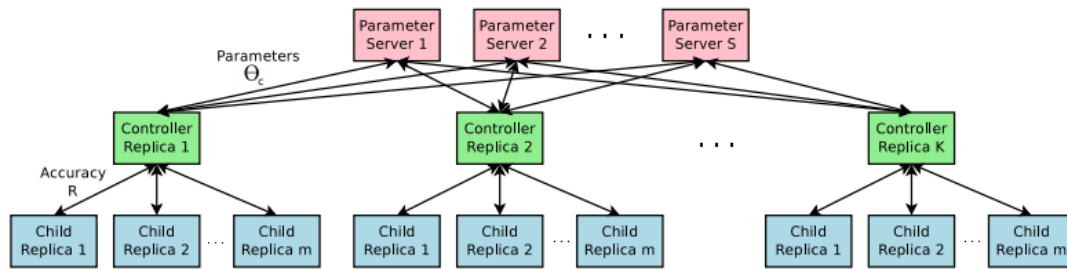 Parameter
Server 1
Parameter
Server 2
. . .
Parameter
Server S
Parameters
Θc
Controller
Replica 1
Controller
Replica 2
. . .
Controller
Replica K
Accuracy
R
Child
Replica 1
Child
Replica 2
...
Child
Replica m
Child
Replica 1
Child
Replica 2
...
Child
Replica m
Child
Replica 1
Child
Replica 2
...
Child
Replica m